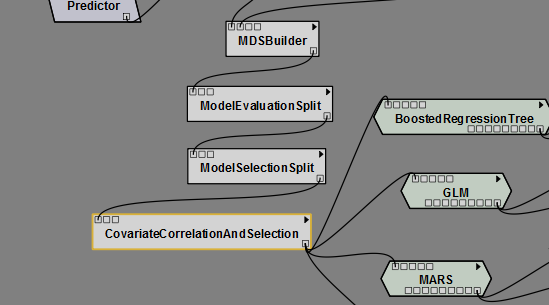 Predictor
MDSBuilder
ModelEvaluationSplit
BoostedRegressionTree
ModelSelectionSplit
GLM
CovariateCorrelationAndSelection
MARS